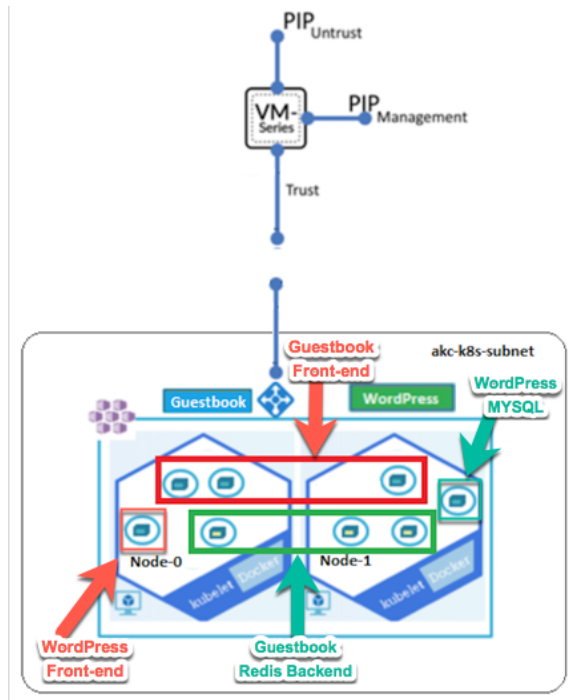 PIP
Untrust
VM-
Series
PIP
Management
Trust
Guestbook
Front-end
akc-k8s-subnet
WordPress
MYSQL
Guestbook
WordPress
Node-0
Node-1
kubelet
Docker
kubelet
Docker
WordPress
Front-end
Guestbook
Redis Backend